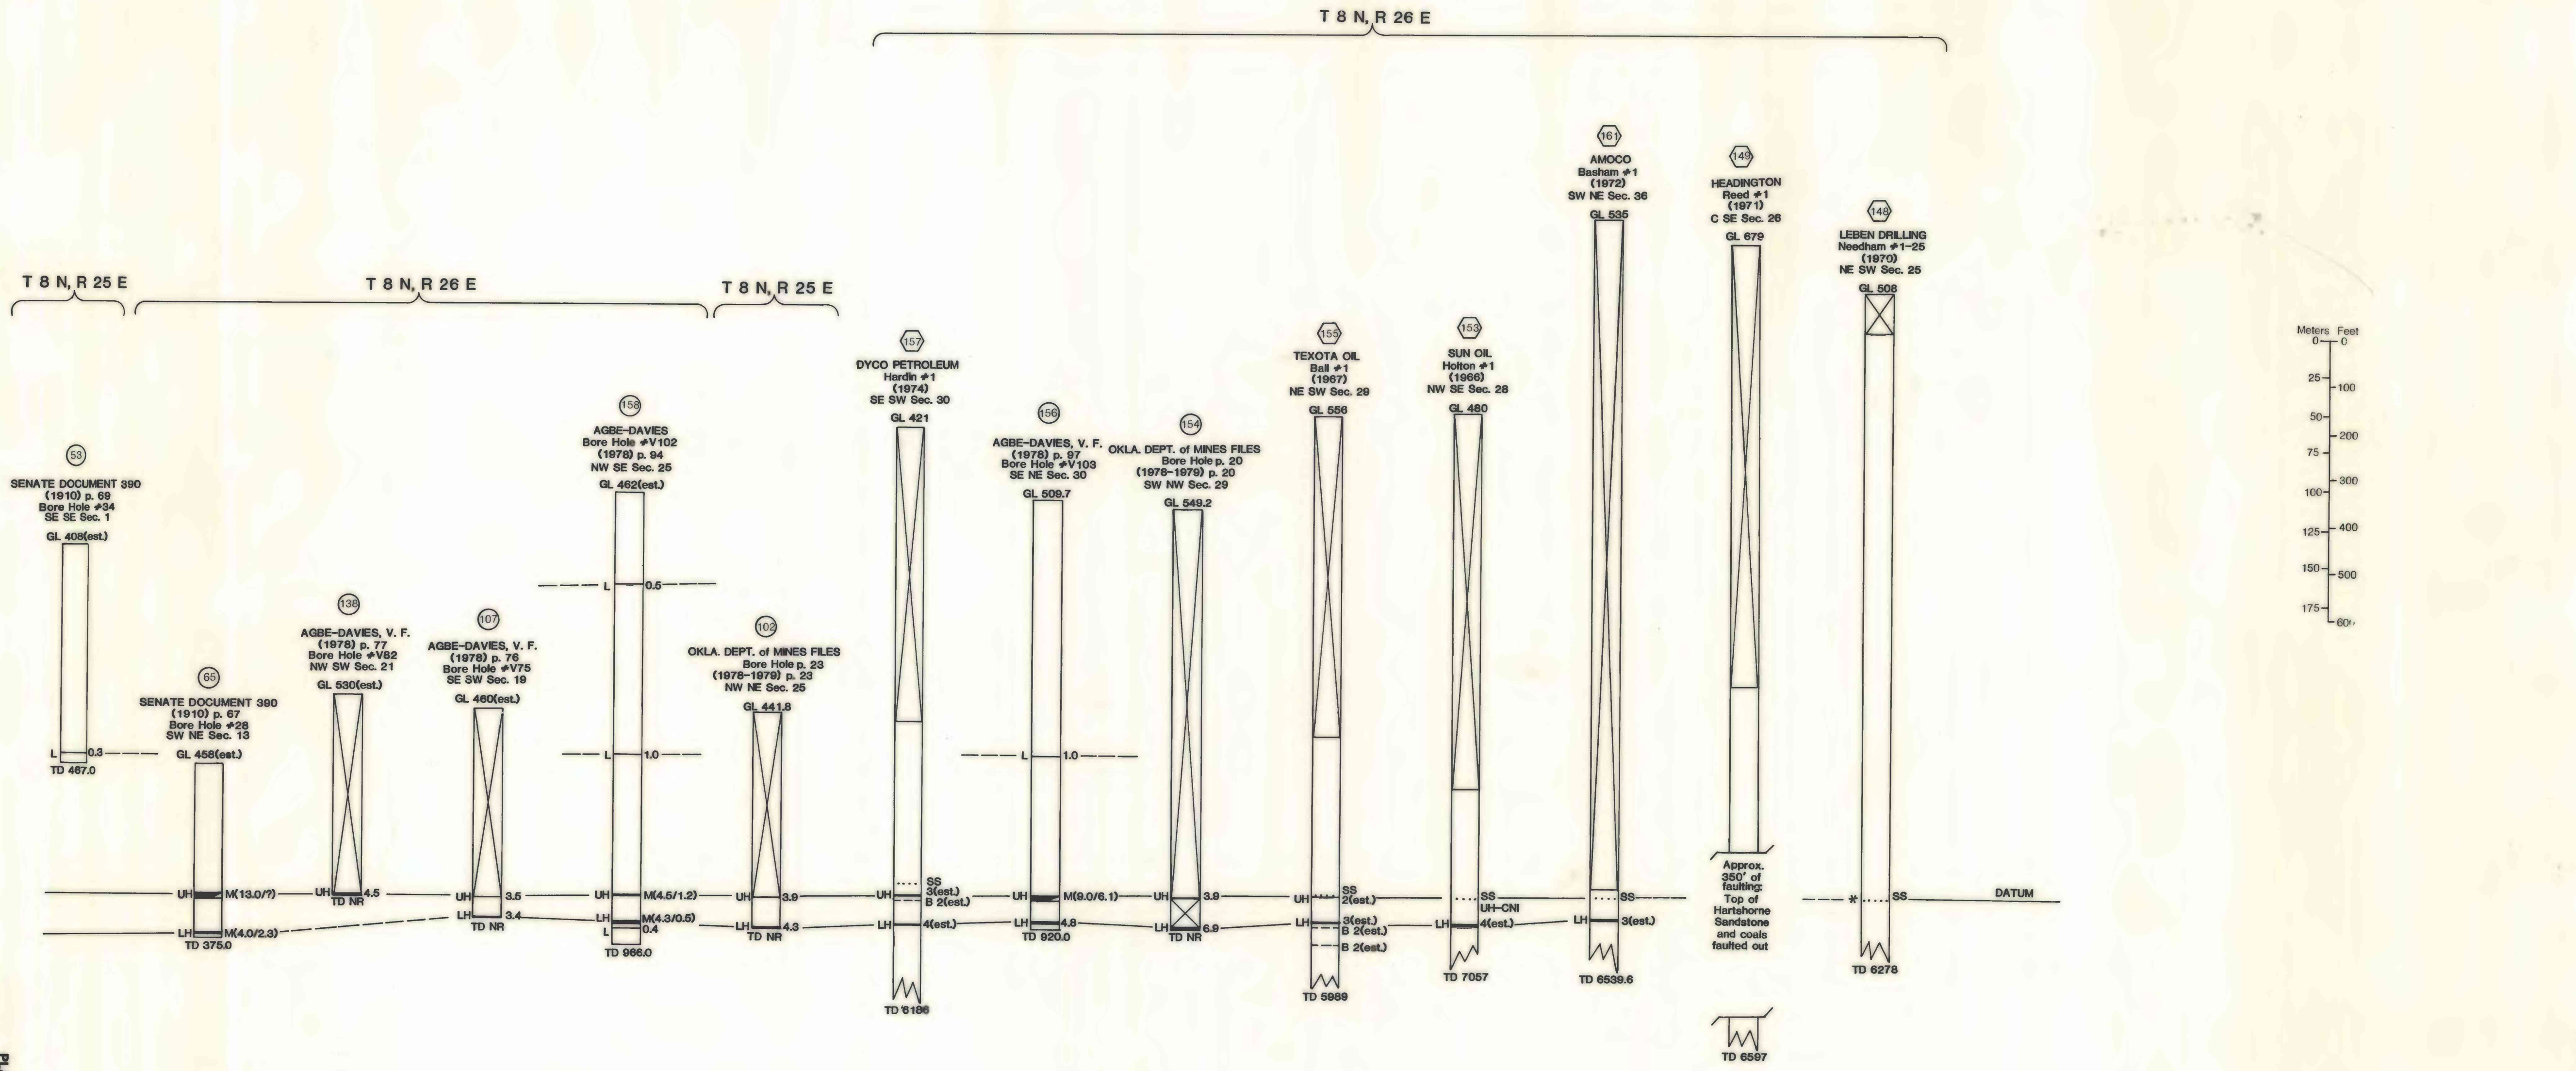 T 8 N, R 26 E
T 8 N, R 25 E
T 8 N, R 26 E
T 8 N, R 25 E
53
SENATE DOCUMENT 390
(1910) p. 69
Bore Hole #34
SE SE Sec. 1
GL 408(est.)
L 0.3
TD 467.0
65
SENATE DOCUMENT 390
(1910) p. 67
Bore Hole #28
SW NE Sec. 13
GL 458(est.)
UH M(13.0/?)
LH M(4.0/2.3)
TD 375.0
138
AGBE-DAVIES, V. F.
(1978) p. 77
Bore Hole #V82
NW SW Sec. 21
GL 530(est.)
UH 4.5
TD NR
107
AGBE-DAVIES, V. F.
(1978) p. 76
Bore Hole #V75
SE SW Sec. 19
GL 460(est.)
UH 3.5
LH 3.4
TD NR
158
AGBE-DAVIES
Bore Hole #V102
(1978) p. 94
NW SE Sec. 25
GL 462(est.)
L 0.5
L 1.0
UH M(4.5/1.2)
LH M(4.3/0.5)
L 0.4
TD 966.0
102
OKLA. DEPT. of MINES FILES
Bore Hole p. 23
(1978-1979) p. 23
NW NE Sec. 25
GL 441.8
UH 3.9
LH 4.3
TD NR
157
DYCO PETROLEUM
Hardin #1
(1974)
SE SW Sec. 30
GL 421
SS
UH 3(est.)
B 2(est.)
LH 4(est.)
TD 6186
156
AGBE-DAVIES, V. F.
(1978) p. 97
Bore Hole #V103
SE NE Sec. 30
GL 509.7
L 1.0
UH M(9.0/6.1)
LH 4.8
TD 920.0
154
OKLA. DEPT. of MINES FILES
Bore Hole p. 20
(1978-1979) p. 20
SW NW Sec. 29
GL 549.2
UH 3.9
LH 6.9
TD NR
155
TEXOTA OIL
Ball #1
(1967)
NE SW Sec. 29
GL 556
SS
UH 2(est.)
LH 3(est.)
B 2(est.)
B 2(est.)
TD 5989
153
SUN OIL
Holton #1
(1966)
NW SE Sec. 28
GL 480
SS
UH-CNI
LH 4(est.)
TD 7057
161
AMOCO
Basham #1
(1972)
SW NE Sec. 36
GL 535
SS
LH 3(est.)
TD 6539.6
149
HEADINGTON
Reed #1
(1971)
C SE Sec. 26
GL 679
Approx.
350' of
faulting:
Top of
Hartshorne
Sandstone
and coals
faulted out
TD 6597
148
LEBEN DRILLING
Needham #1-25
(1970)
NE SW Sec. 25
GL 508
* SS
TD 6278
DATUM
Meters Feet
0 0
25 100
50 200
75 300
100 400
125 500
150 600
175